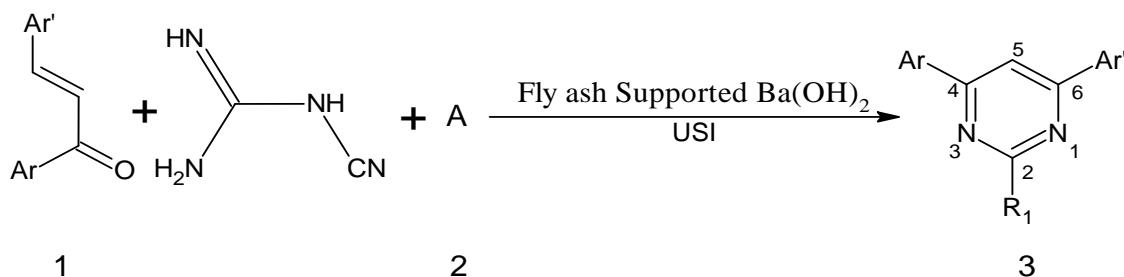 Ar'
Ar
O
+
HN
NH
H2N
CN
+
A
Fly ash Supported Ba(OH)2
USI
Ar
Ar'
5
4
6
N
N
3
1
2
R1
1
2
3